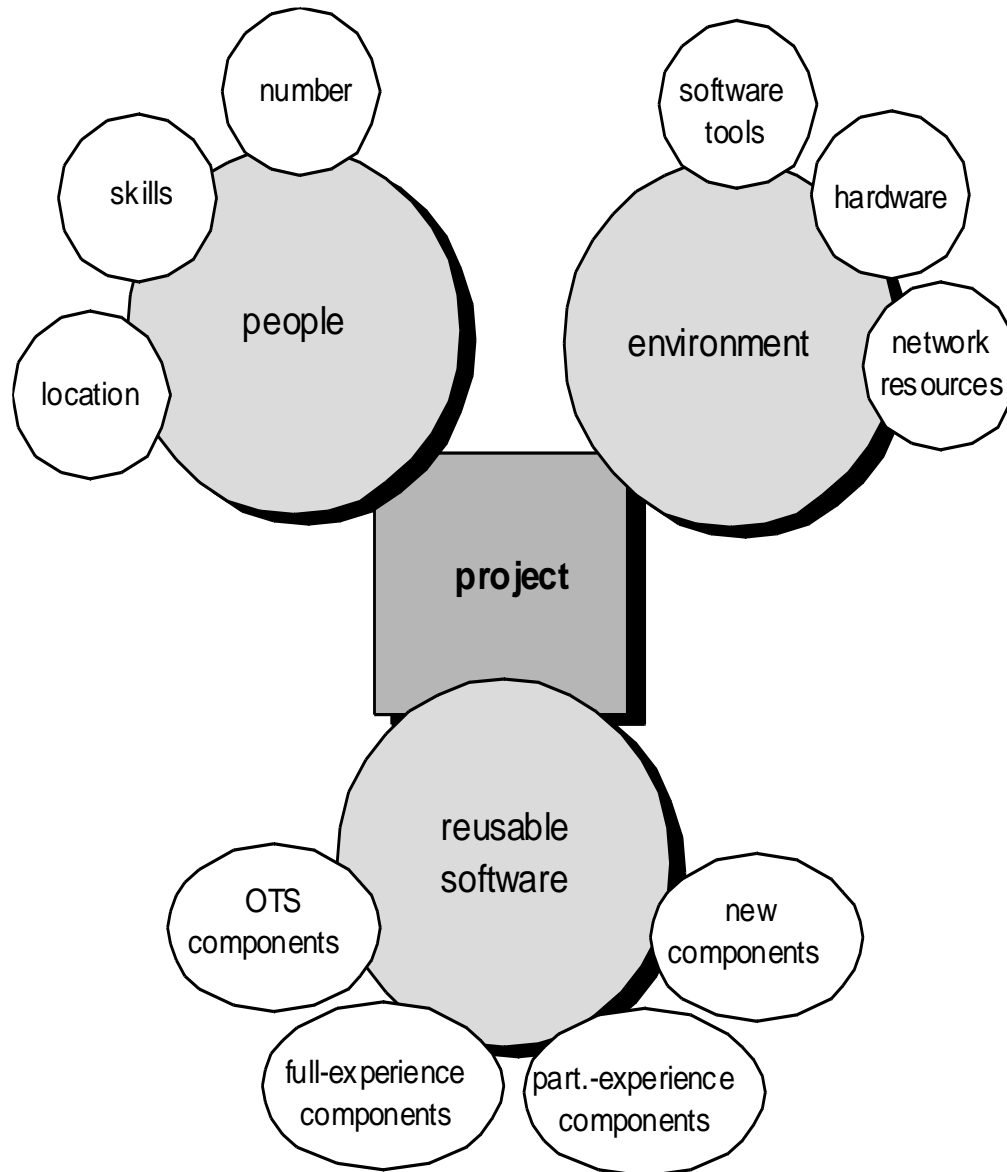 number
skills
people
location
software
tools
hardware
environment
network
resources
project
reusable
software
OTS
components
new
components
full-experience
components
part.-experience
components